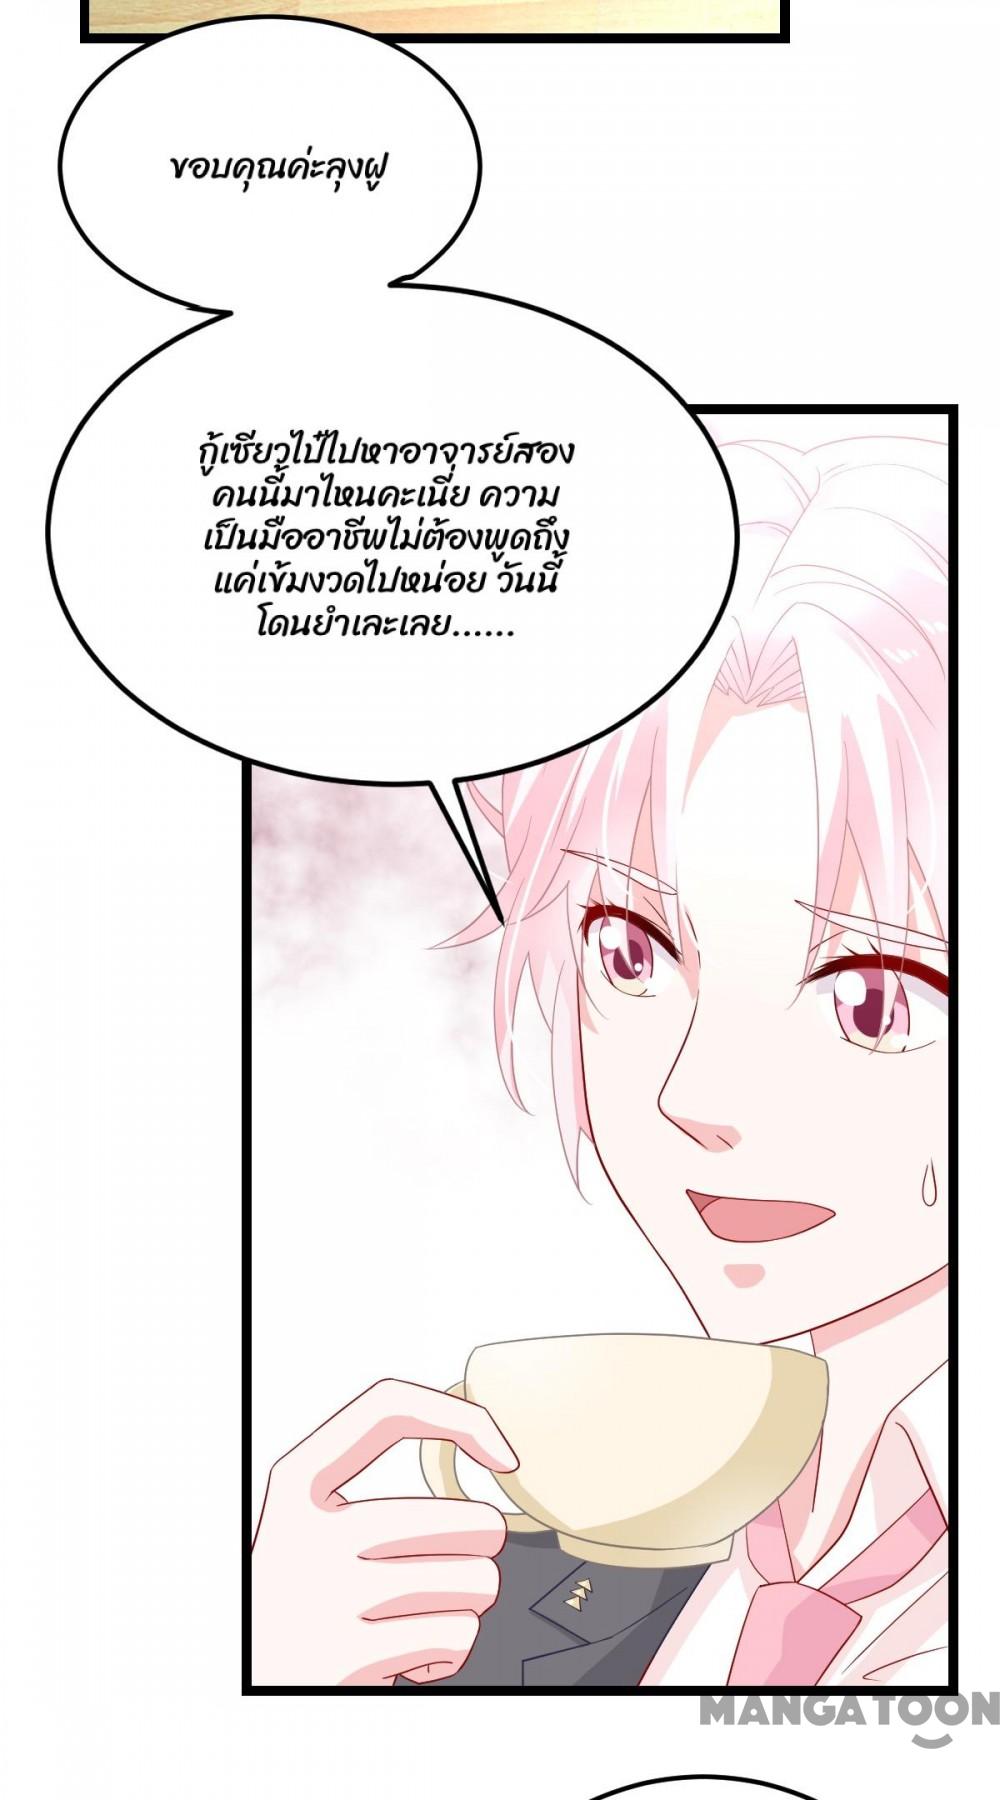 ขอบคุณค่ะลุงฝู
กู้เซียวไป๋ไปหาอาจารย์สอง
คนนี้มาไหนคะเนี่ย ความ
เป็นมืออาชีพไม่ต้องพูดถึง
แค่เข้มงวดไปหน่อย วันนี้
โดนยำเละเลย......
MANGATOON